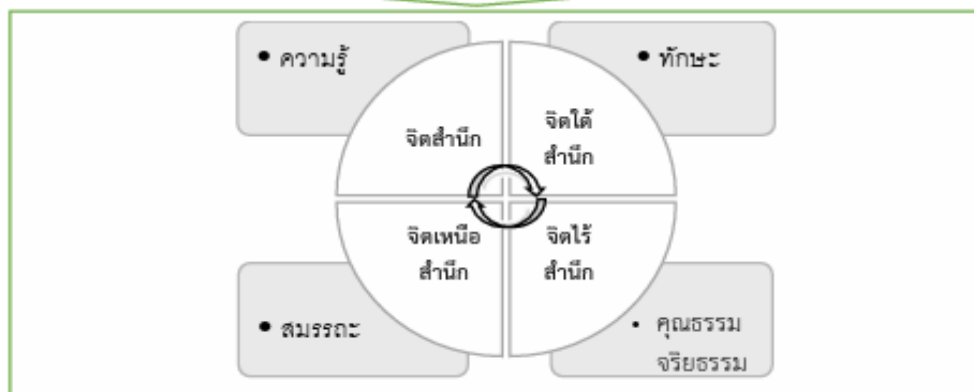 • ความรู้
• ทักษะ
จิตสำนึก
จิตใต้
สำนึก
จิตเหนือ
สำนึก
จิตไร้
สำนึก
• สมรรถะ
• คุณธรรม
จริยธรรม